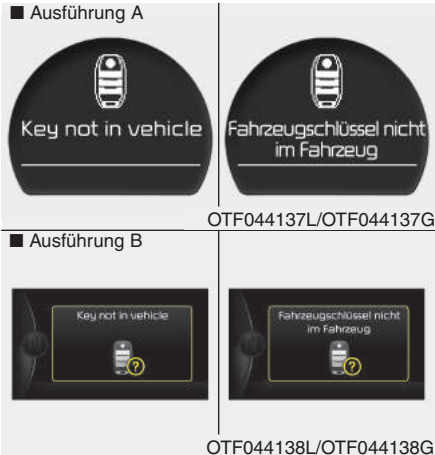 ■ Ausführung A
Key not in vehicle
Fahrzeugschlüssel nicht
im Fahrzeug
OTF044137L/OTF044137G
■ Ausführung B
Key not in vehicle
?
Fahrzeugschlüssel nicht
im Fahrzeug
?
OTF044138L/OTF044138G